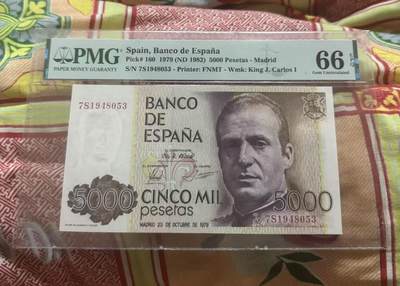 PMG
PAPER MONEY GUARANTY
Spain, Banco de España
Pick# 160 1979 (ND 1982) 5000 Pesetas - Madrid
S/N 7S1948053 - Printer: FNMT - Wmk: King J. Carlos I
66
Gem Uncirculated
7S1948053
BANCO
DE
ESPAÑA
5000
CINCO MIL
pesetas
5000
7S1948053
MADRID 23 DE OCTUBRE DE 1979